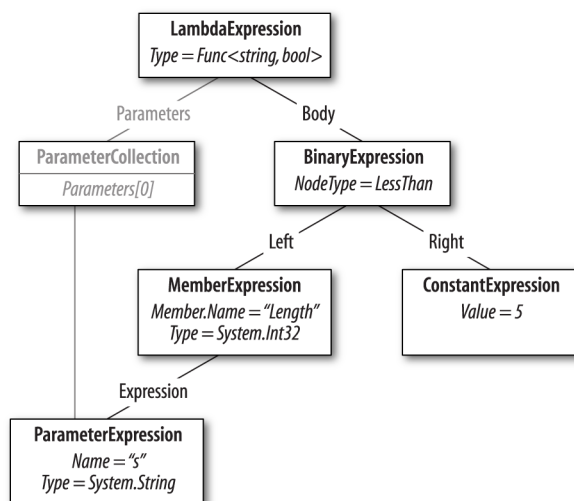 LambdaExpression
Type = Func<string, bool>
Parameters
Body
ParameterCollection
Parameters[0]
BinaryExpression
NodeType = LessThan
Left
Right
MemberExpression
Member.Name = “Length”
Type = System.Int32
ConstantExpression
Value = 5
Expression
ParameterExpression
Name = “s”
Type = System.String